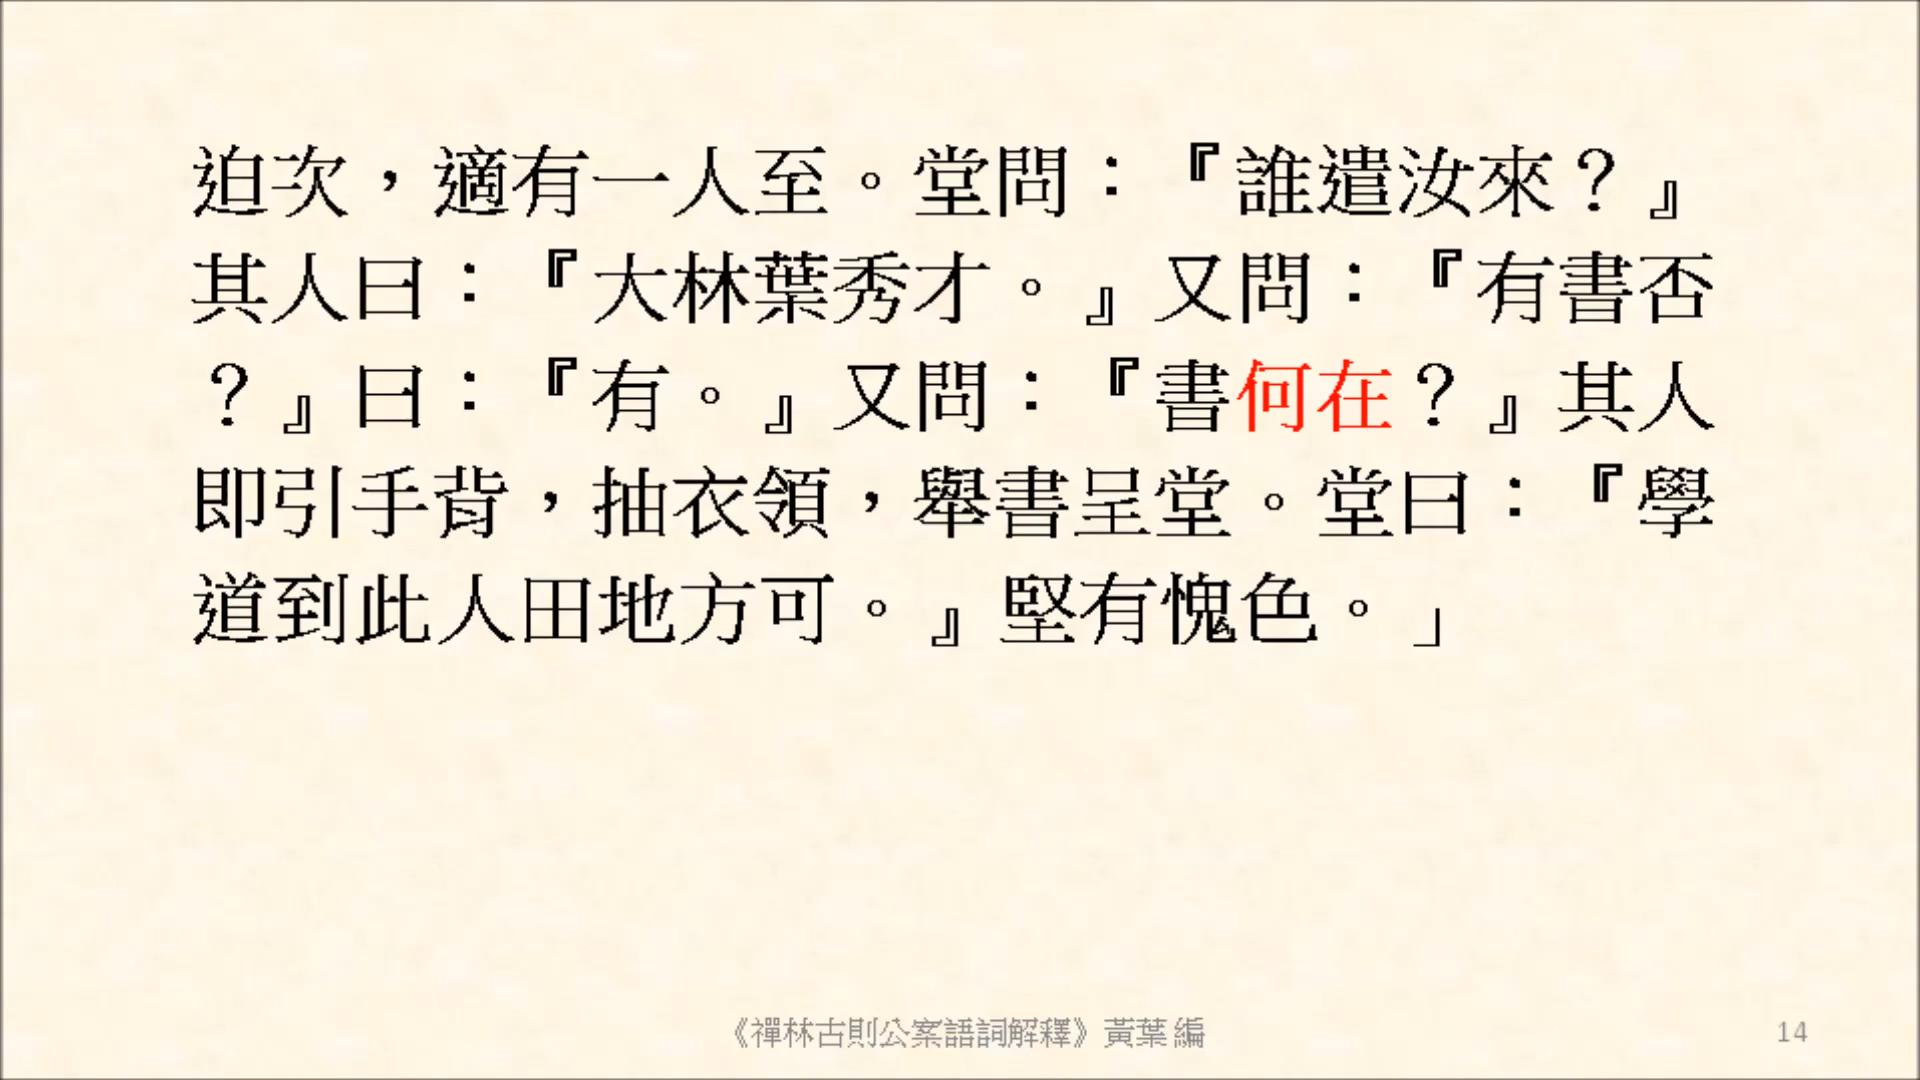 迫次，適有一人至。堂問：『誰遣汝來？』
其人曰：『大林葉秀才。』又問：『有書否
？』曰：『有。』又問：『書何在？』其人
即引手背，抽衣領，舉書呈堂。堂曰：『學
道到此人田地方可。』堅有愧色。」
《禪林古則公案語詞解釋》黃葉 編
14